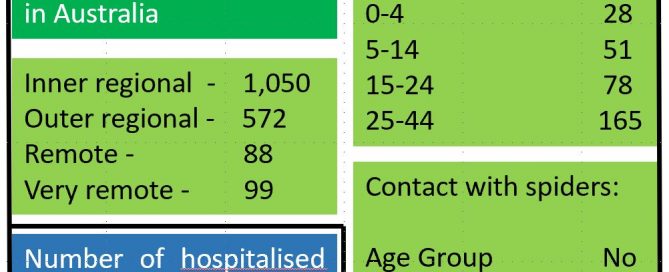 in Australia
Inner regional - 1,050
Outer regional - 572
Remote - 88
Very remote - 99
Number of hospitalised
0-4 28
5-14 51
15-24 78
25-44 165
Contact with spiders:
Age Group No